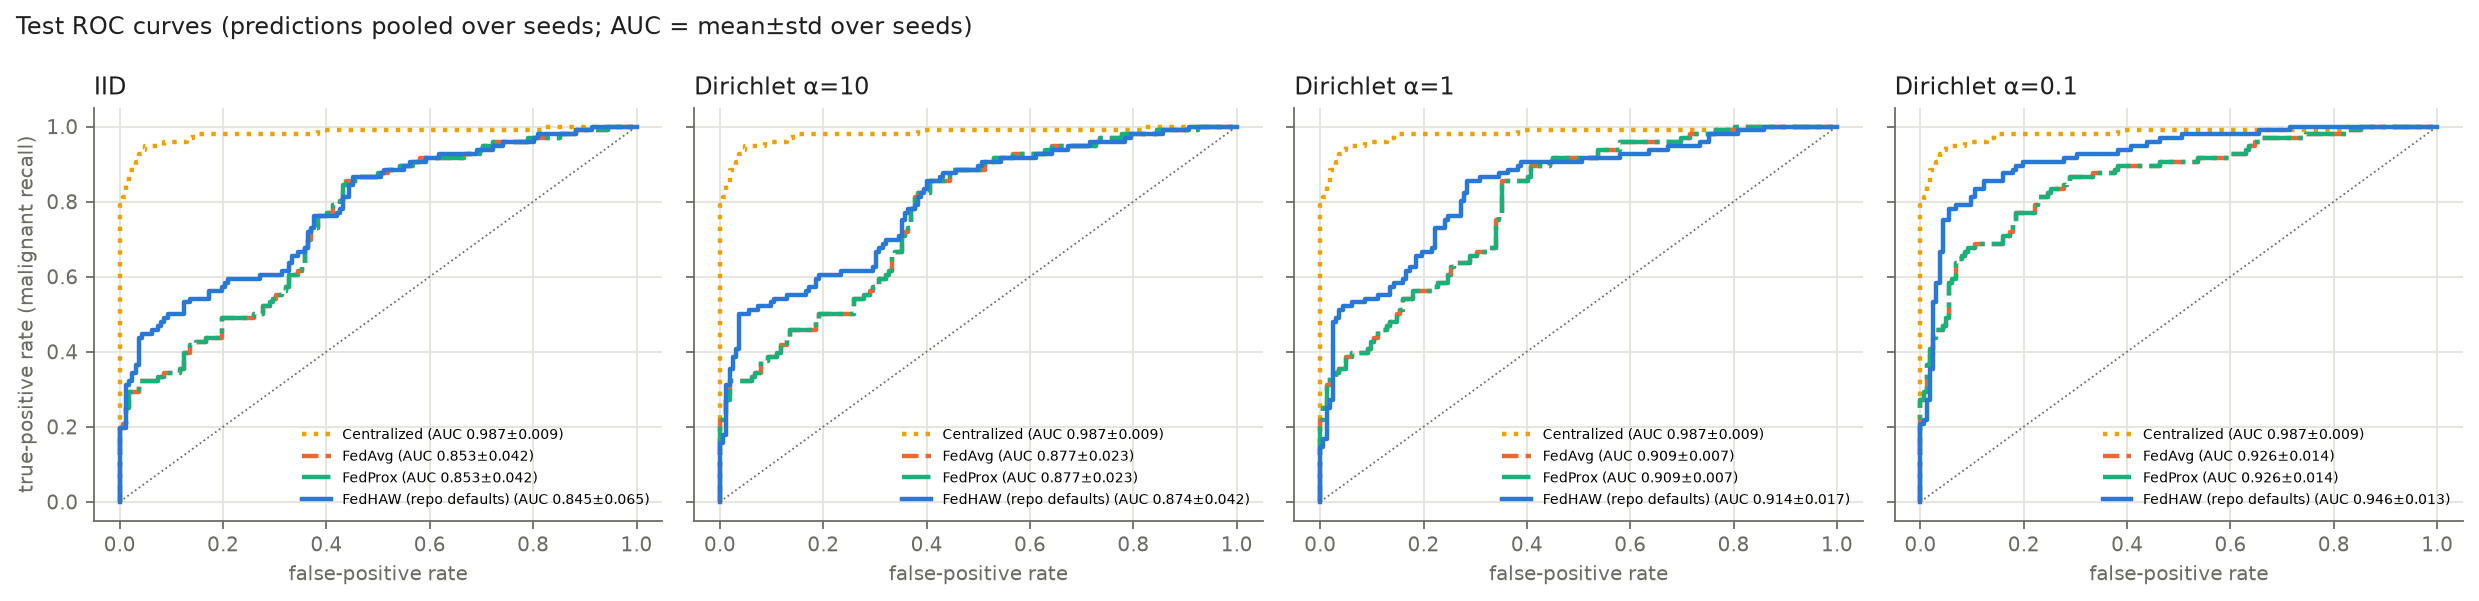 Test ROC curves (predictions pooled over seeds; AUC = mean±std over seeds)
IID
true-positive rate (malignant recall)
1.0
0.8
0.6
0.4
0.2
0.0
Centralized (AUC 0.987±0.009)
FedAvg (AUC 0.853±0.042)
FedProx (AUC 0.853±0.042)
FedHAW (repo defaults) (AUC 0.845±0.065)
0.0 0.2 0.4 0.6 0.8 1.0
false-positive rate
Dirichlet α=10
Centralized (AUC 0.987±0.009)
FedAvg (AUC 0.877±0.023)
FedProx (AUC 0.877±0.023)
FedHAW (repo defaults) (AUC 0.874±0.042)
0.0 0.2 0.4 0.6 0.8 1.0
false-positive rate
Dirichlet α=1
Centralized (AUC 0.987±0.009)
FedAvg (AUC 0.909±0.007)
FedProx (AUC 0.909±0.007)
FedHAW (repo defaults) (AUC 0.914±0.017)
0.0 0.2 0.4 0.6 0.8 1.0
false-positive rate
Dirichlet α=0.1
Centralized (AUC 0.987±0.009)
FedAvg (AUC 0.926±0.014)
FedProx (AUC 0.926±0.014)
FedHAW (repo defaults) (AUC 0.946±0.013)
0.0 0.2 0.4 0.6 0.8 1.0
false-positive rate